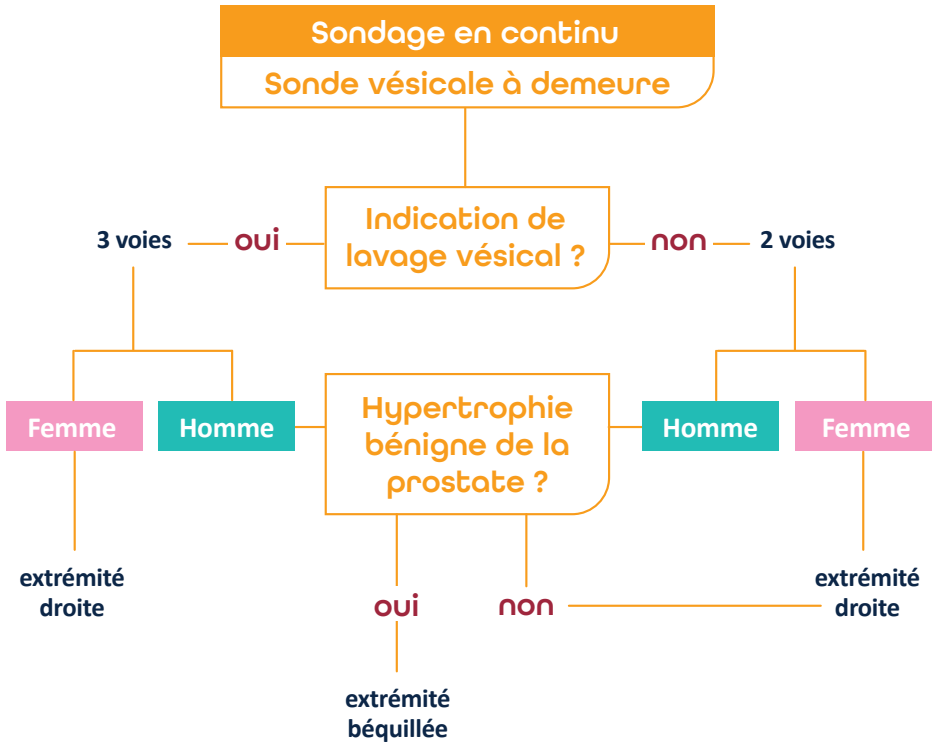 Sondage en continu
Sonde vésicale à demeure
Indication de
lavage vésical ?
3 voies
oui
non
2 voies
Femme
Homme
Hypertrophie
bénigne de la
prostate ?
Homme
Femme
extrémité
droite
oui
non
extrémité
droite
extrémité
béquillée